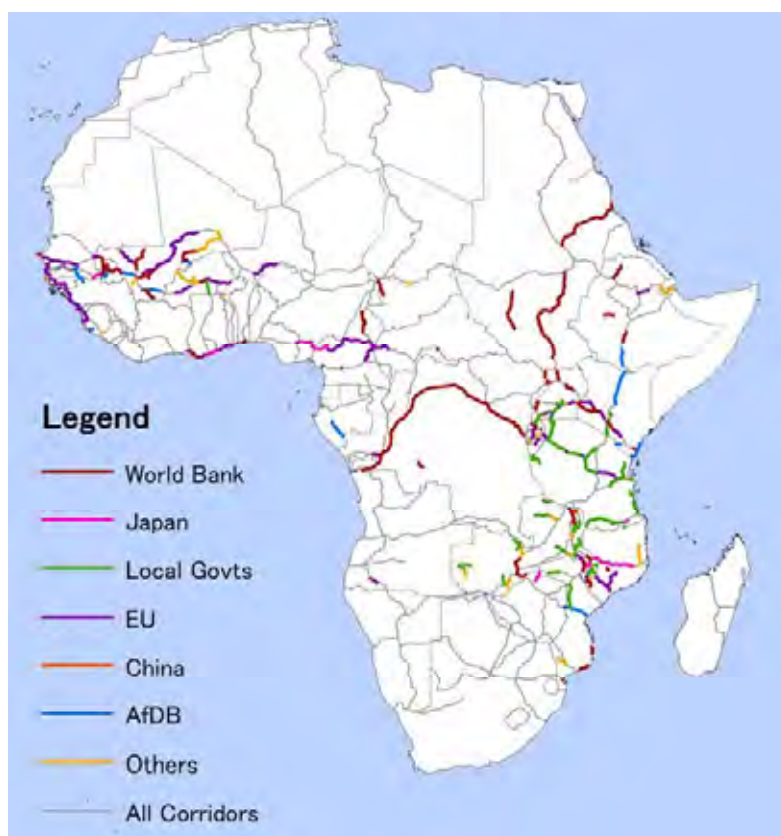 Legend
World Bank
Japan
Local Govts
EU
China
AfDB
Others
All Corridors